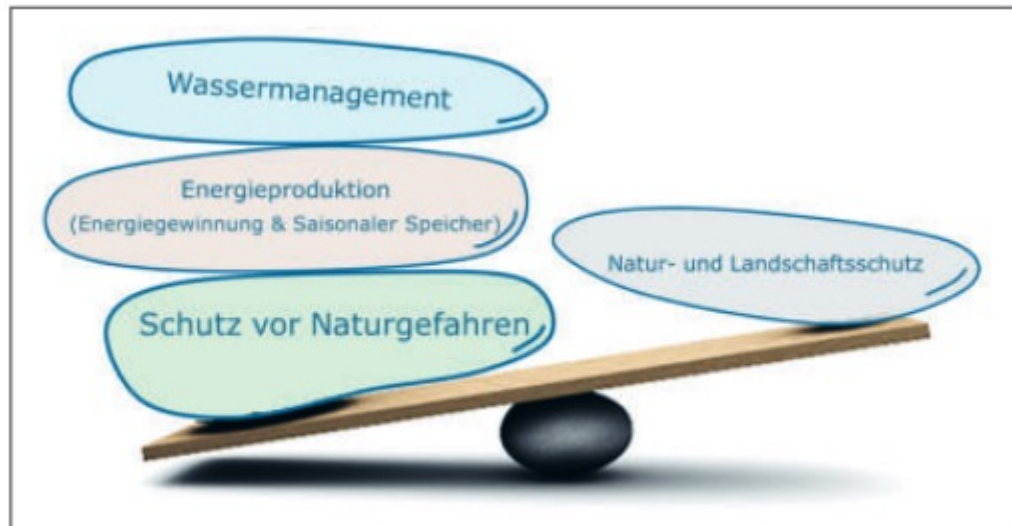 Wassermanagement
Energieproduktion
(Energiegewinnung & Saisonaler Speicher)
Schutz vor Naturgefahren
Natur- und Landschaftsschutz